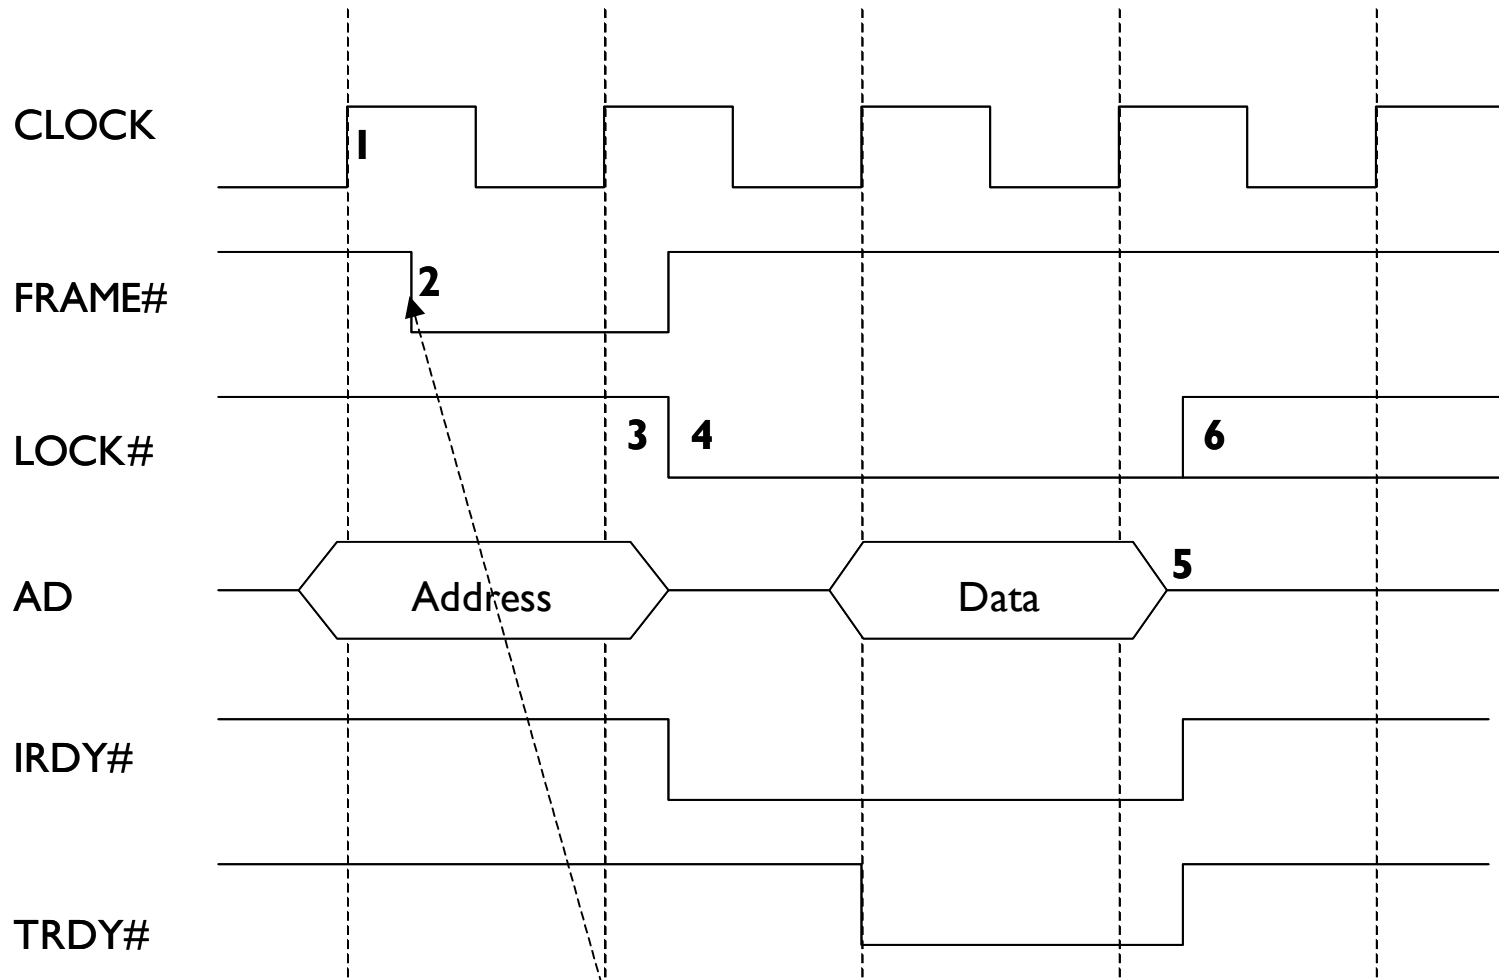 CLOCK
1
FRAME#
2
LOCK#
3 4 6
AD
Address
Data
5
IRDY#
TRDY#